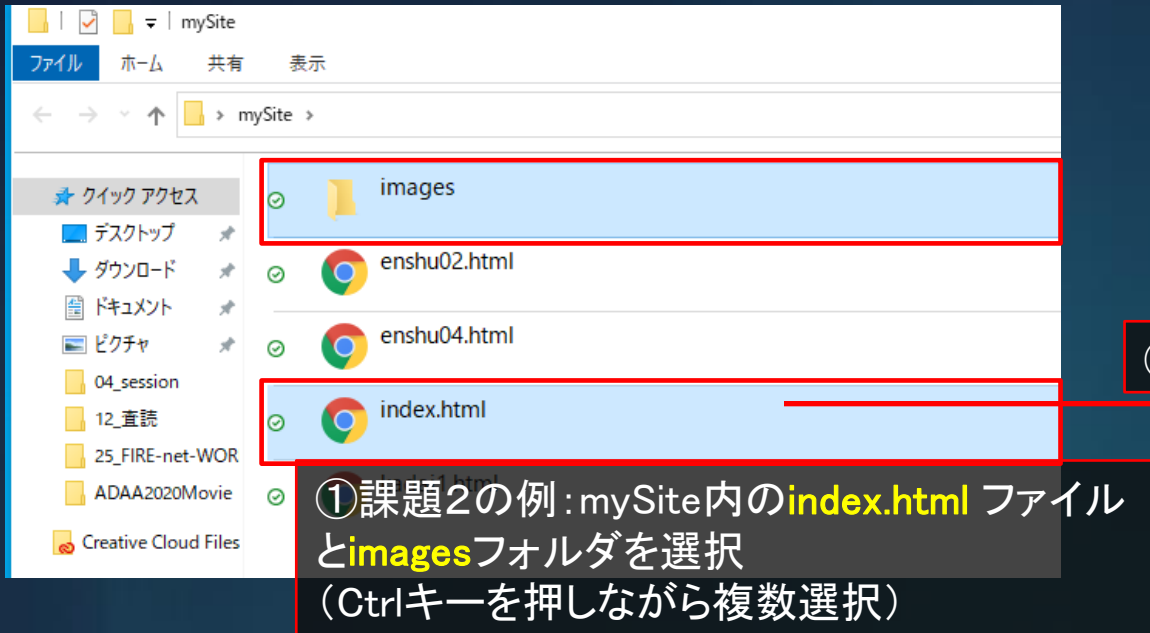 mySite
ファイル ホーム 共有 表示
mySite
クイック アクセス
デスクトップ
ダウンロード
ドキュメント
ピクチャ
04_session
12_直読
25_FIRE-net-WOR
ADAA2020Movie
Creative Cloud Files
images
enshu02.html
enshu04.html
index.html
①課題２の例：mySite内のindex.html ファイル
とimagesフォルダを選択
（Ctrlキーを押しながら複数選択）